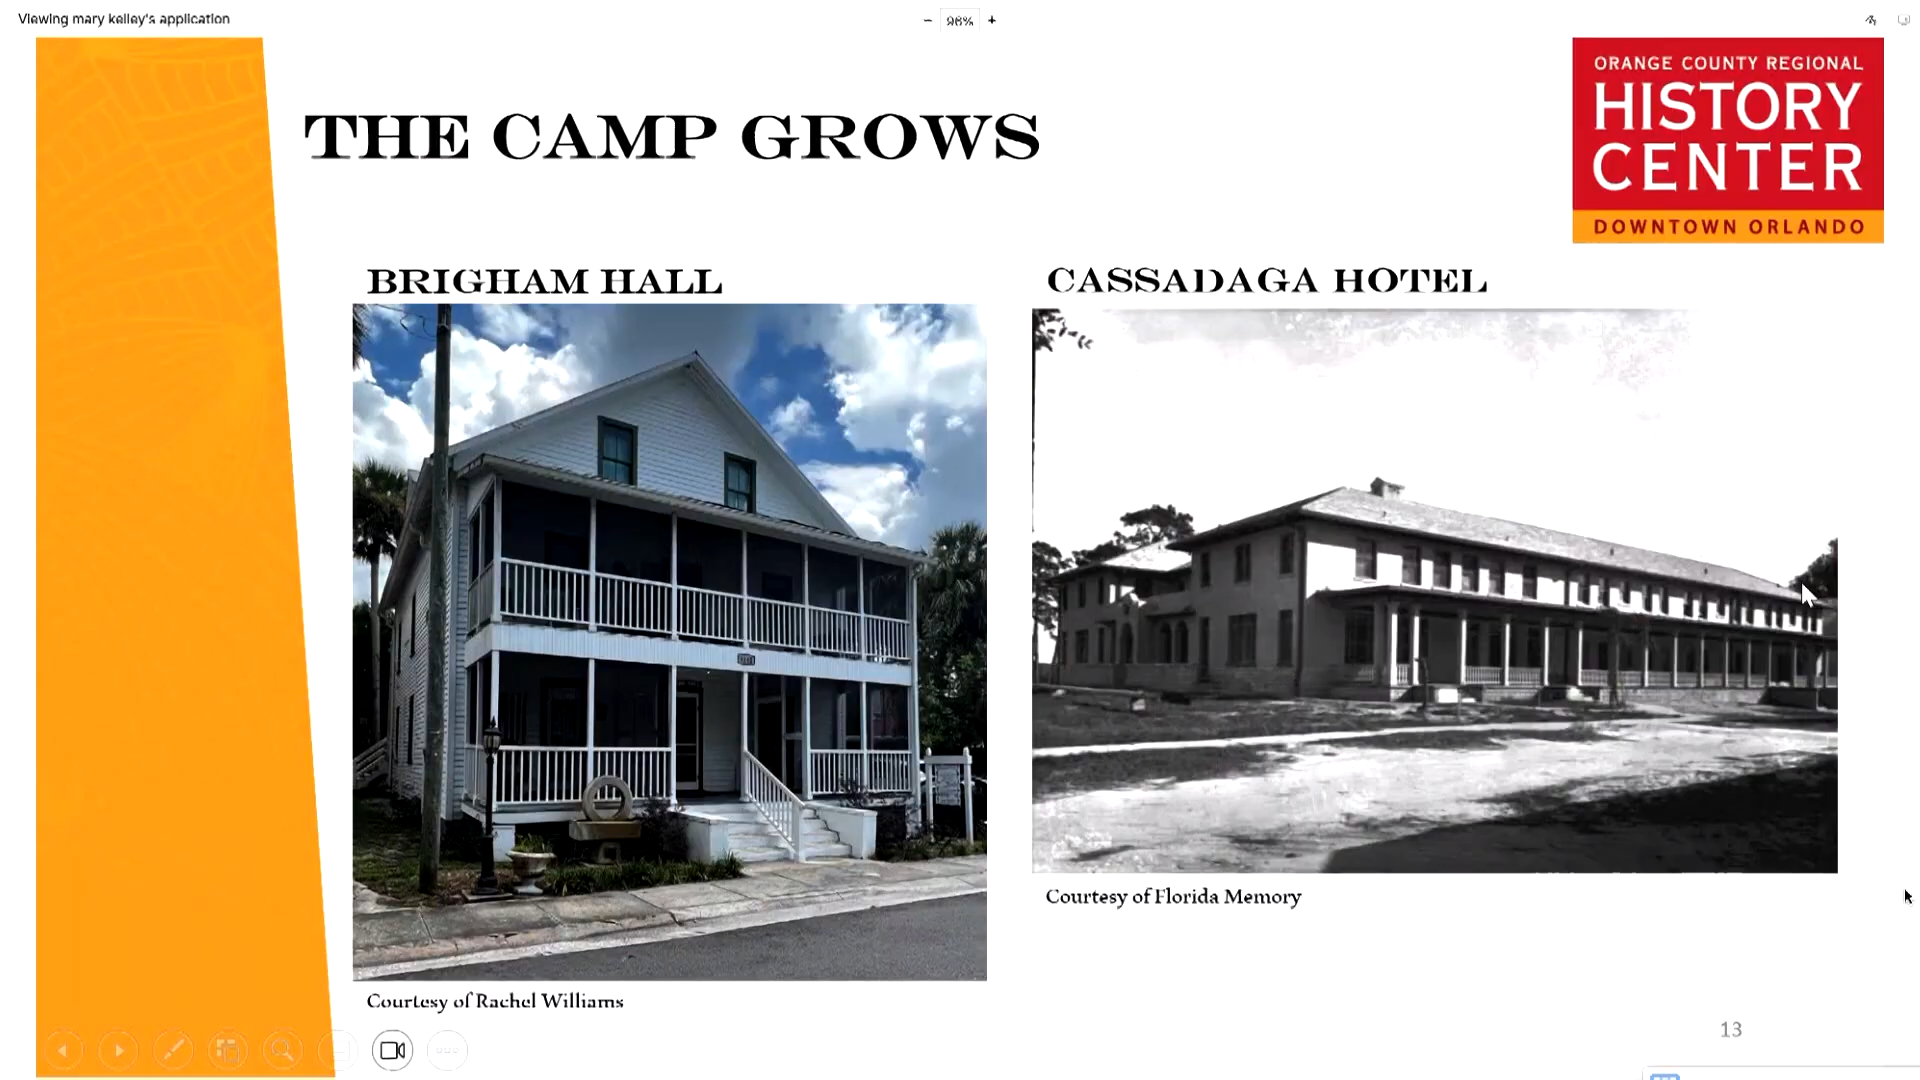 Viewing mary kelley's application
− 96% +
ORANGE COUNTY REGIONAL
HISTORY
CENTER
DOWNTOWN ORLANDO
THE CAMP GROWS
BRIGHAM HALL
CASSADAGA HOTEL
Courtesy of Florida Memory
Courtesy of Rachel Williams
13